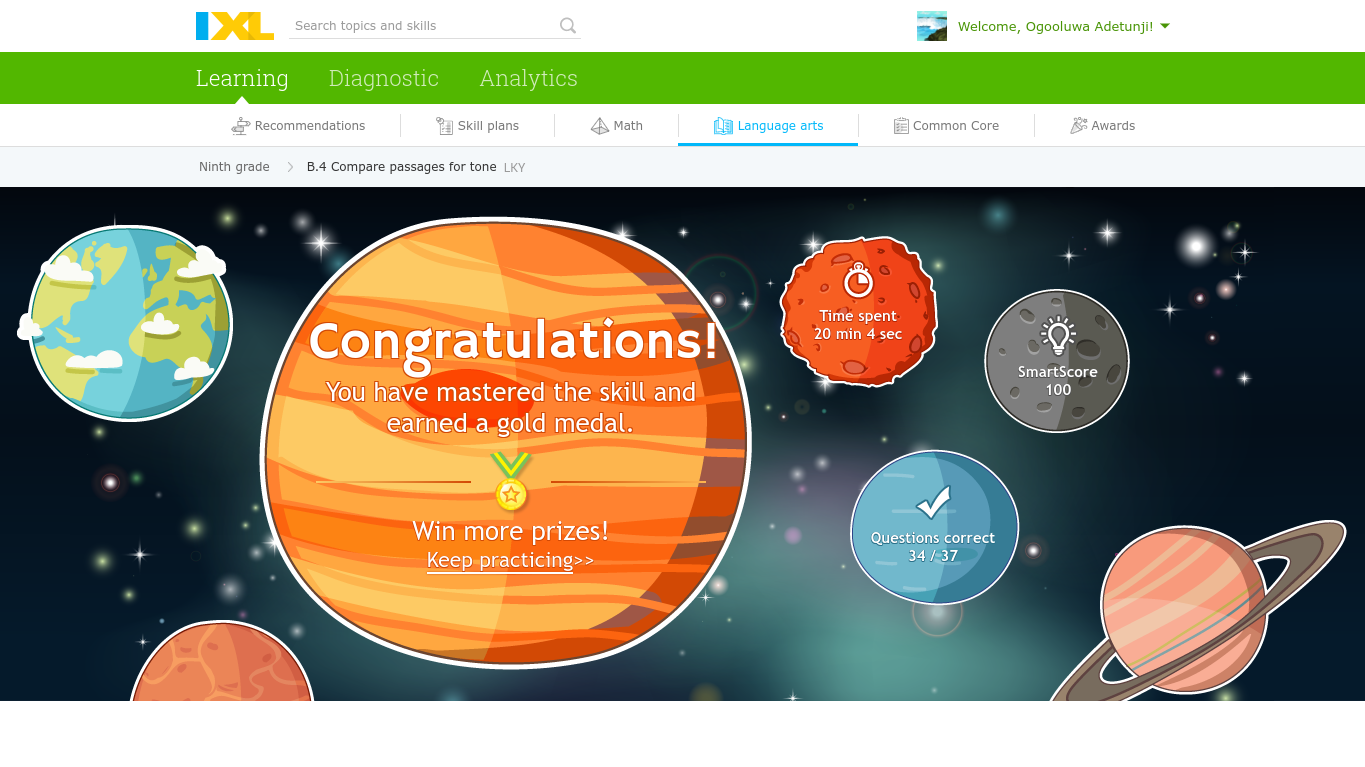 IXL
Search topics and skills
Welcome, Ogooluwa Adetunji!
Learning
Diagnostic
Analytics
Recommendations
Skill plans
Math
Language arts
Common Core
Awards
Ninth grade
B.4 Compare passages for tone LKY
Congratulations!
You have mastered the skill and
earned a gold medal.
Win more prizes!
Keep practicing>>
Time spent
20 min 4 sec
SmartScore
100
Questions correct
34 / 37